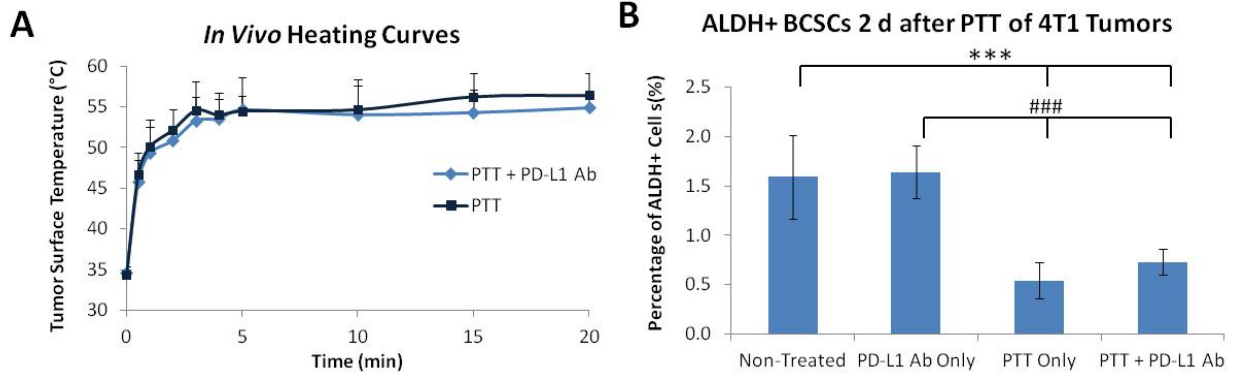 A
In Vivo Heating Curves
Tumor Surface Temperature (°C)
60
55
50
45
40
35
30
PTT + PD-L1 Ab
PTT
0
5
10
15
20
Time (min)
B
ALDH+ BCSCs 2 d after PTT of 4T1 Tumors
***
###
Percentage of ALDH+ Cell s(%)
2.5
2.0
1.5
1.0
0.5
0.0
Non-Treated
PD-L1 Ab Only
PTT Only
PTT + PD-L1 Ab